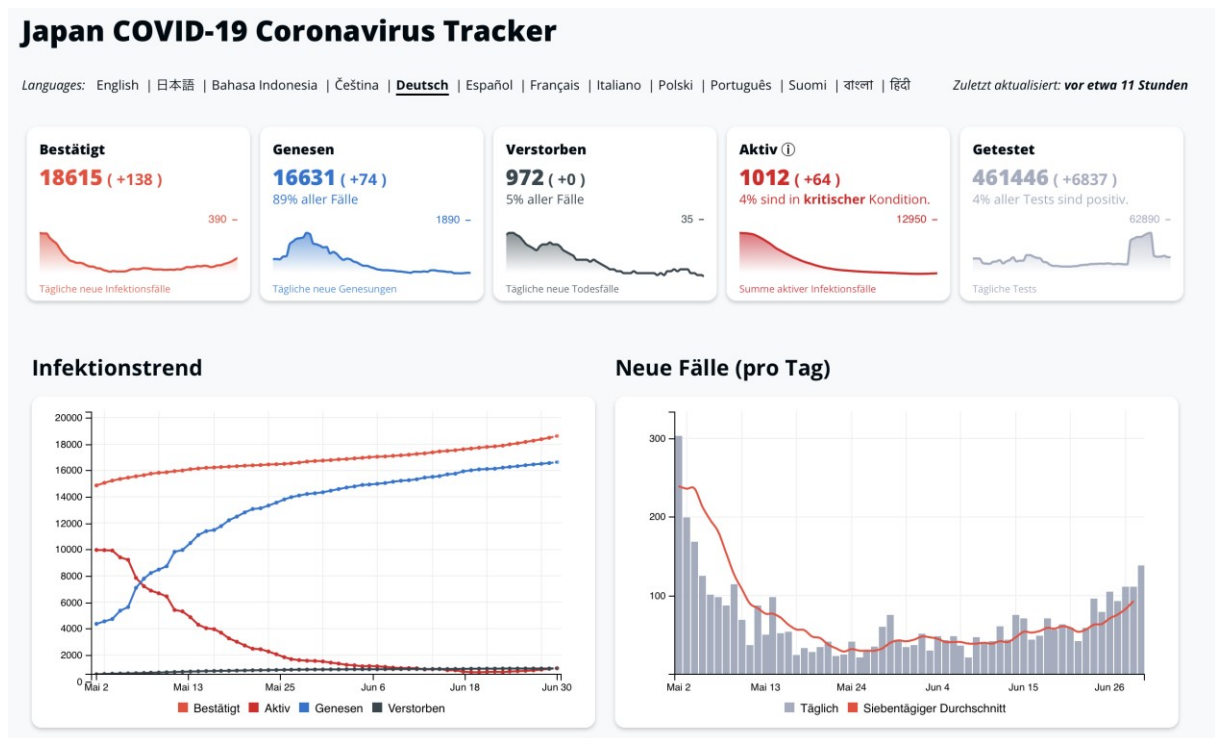 Japan COVID-19 Coronavirus Tracker
Languages: English | 日本語 | Bahasa Indonesia | Čeština | Deutsch | Español | Français | Italiano | Polski | Português | Suomi | বাংলা | हिंदी
Zuletzt aktualisiert: vor etwa 11 Stunden
Bestätigt
18615 ( +138 )
390
Tägliche neue Infektionsfälle
Genesen
16631 ( +74 )
89% aller Fälle
1890
Tägliche neue Genesungen
Verstorben
972 ( +0 )
5% aller Fälle
35
Tägliche neue Todesfälle
Aktiv ⓘ
1012 ( +64 )
4% sind in kritischer Kondition.
12950
Summe aktiver Infektionsfälle
Getestet
461446 ( +6837 )
4% aller Tests sind positiv.
62890
Tägliche Tests
Infektionstrend
20000
18000
16000
14000
12000
10000
8000
6000
4000
2000
0
Mai 2 Mai 13 Mai 25 Jun 6 Jun 18 Jun 30
Bestätigt Aktiv Genesen Verstorben
Neue Fälle (pro Tag)
300
200
100
Mai 2 Mai 13 Mai 24 Jun 4 Jun 15 Jun 26
Täglich Siebentägiger Durchschnitt